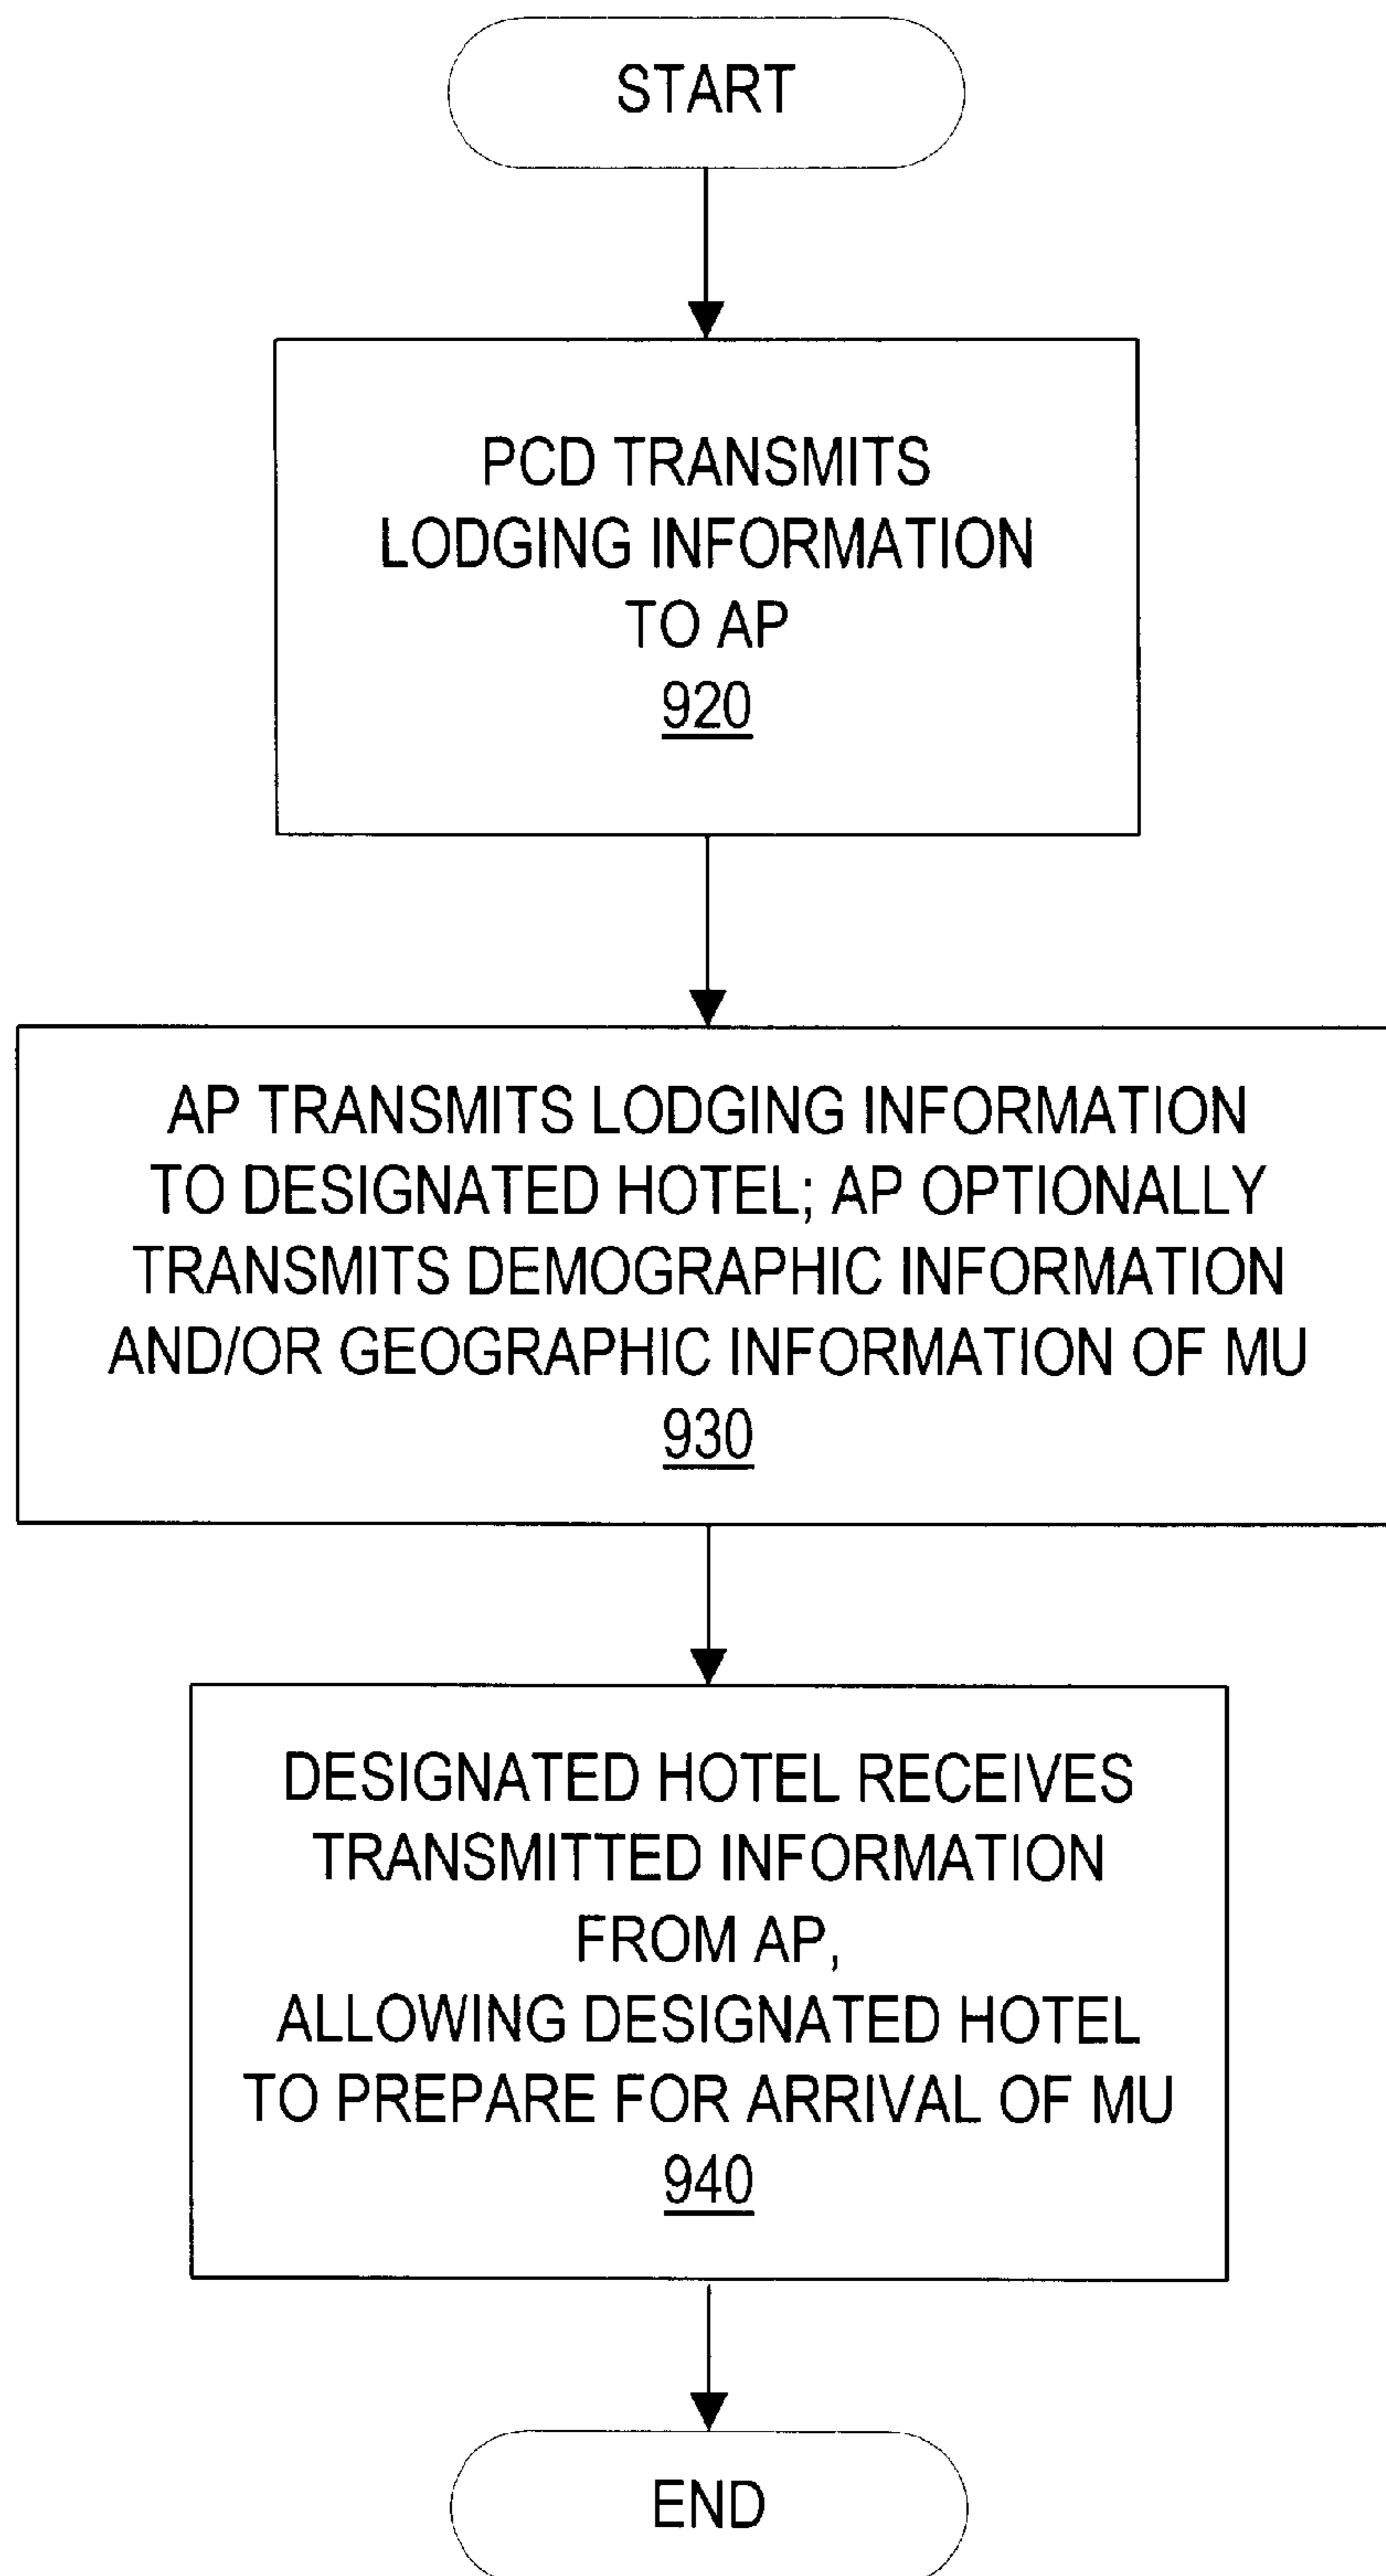 START
PCD TRANSMITS
LODGING INFORMATION
TO AP
920
AP TRANSMITS LODGING INFORMATION
TO DESIGNATED HOTEL; AP OPTIONALLY
TRANSMITS DEMOGRAPHIC INFORMATION
AND/OR GEOGRAPHIC INFORMATION OF MU
930
DESIGNATED HOTEL RECEIVES
TRANSMITTED INFORMATION
FROM AP,
ALLOWING DESIGNATED HOTEL
TO PREPARE FOR ARRIVAL OF MU
940
END